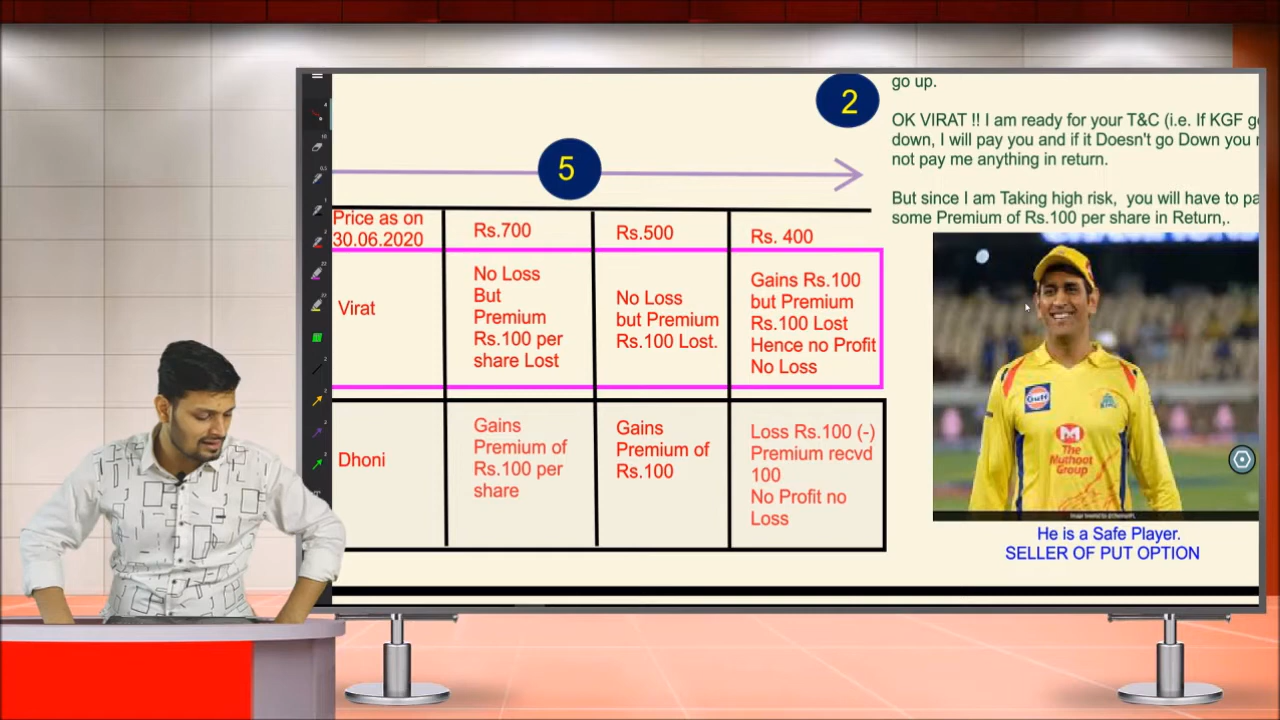 2
go up.
OK VIRAT !! I am ready for your T&C (i.e. If KGF
down, I will pay you and if it Doesn't go Down you
not pay me anything in return.
But since I am Taking high risk, you will have to
some Premium of Rs.100 per share in Return,.
5
Price as on
30.06.2020
Rs.700
Rs.500
Rs. 400
Virat
No Loss
But
Premium
Rs.100 per
share Lost
No Loss
but Premium
Rs.100 Lost.
Gains Rs.100
but Premium
Rs.100 Lost
Hence no Profit
No Loss
Dhoni
Gains
Premium of
Rs.100 per
share
Gains
Premium of
Rs.100
Loss Rs.100 (-)
Premium recvd
100
No Profit no
Loss
Gulf
M
The
Muthoot
Group
He is a Safe Player.
SELLER OF PUT OPTION